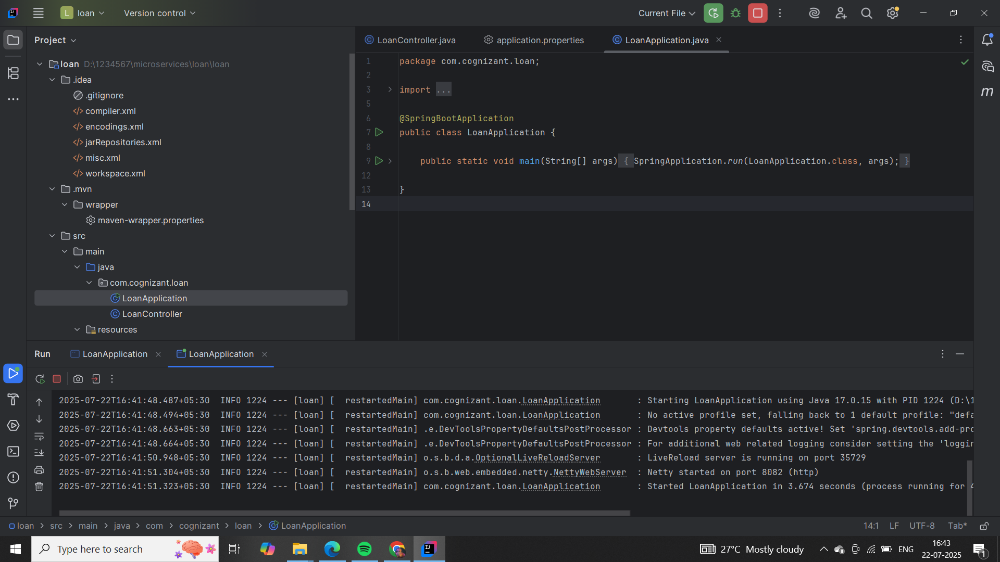 L loan Version control Current File
Project
LoanController.java application.properties LoanApplication.java
loan D:\1234567\microservices\loan\loan
.idea
.gitignore
compiler.xml
encodings.xml
jarRepositories.xml
misc.xml
workspace.xml
.mvn
wrapper
maven-wrapper.properties
src
main
java
com.cognizant.loan
LoanApplication
LoanController
resources
1 package com.cognizant.loan;
2
3 import ...
5
6 @SpringBootApplication
7 public class LoanApplication {
8
9 public static void main(String[] args) { SpringApplication.run(LoanApplication.class, args); }
12
13 }
14
m
Run LoanApplication LoanApplication
2025-07-22T16:41:48.487+05:30 INFO 1224 --- [loan] [ restartedMain] com.cognizant.loan.LoanApplication : Starting LoanApplication using Java 17.0.15 with PID 1224 (D:\1
2025-07-22T16:41:48.494+05:30 INFO 1224 --- [loan] [ restartedMain] com.cognizant.loan.LoanApplication : No active profile set, falling back to 1 default profile: "defa
2025-07-22T16:41:48.663+05:30 INFO 1224 --- [loan] [ restartedMain] .e.DevToolsPropertyDefaultsPostProcessor : Devtools property defaults active! Set 'spring.devtools.add-pro
2025-07-22T16:41:48.664+05:30 INFO 1224 --- [loan] [ restartedMain] .e.DevToolsPropertyDefaultsPostProcessor : For additional web related logging consider setting the 'loggin
2025-07-22T16:41:50.948+05:30 INFO 1224 --- [loan] [ restartedMain] o.s.b.d.a.OptionalLiveReloadServer : LiveReload server is running on port 35729
2025-07-22T16:41:51.304+05:30 INFO 1224 --- [loan] [ restartedMain] o.s.b.web.embedded.netty.NettyWebServer : Netty started on port 8082 (http)
2025-07-22T16:41:51.323+05:30 INFO 1224 --- [loan] [ restartedMain] com.cognizant.loan.LoanApplication : Started LoanApplication in 3.674 seconds (process running for 4
loan > src > main > java > com > cognizant > loan > LoanApplication 14:1 LF UTF-8 Tab*
Type here to search 27°C Mostly cloudy ENG 16:43
22-07-2025 1